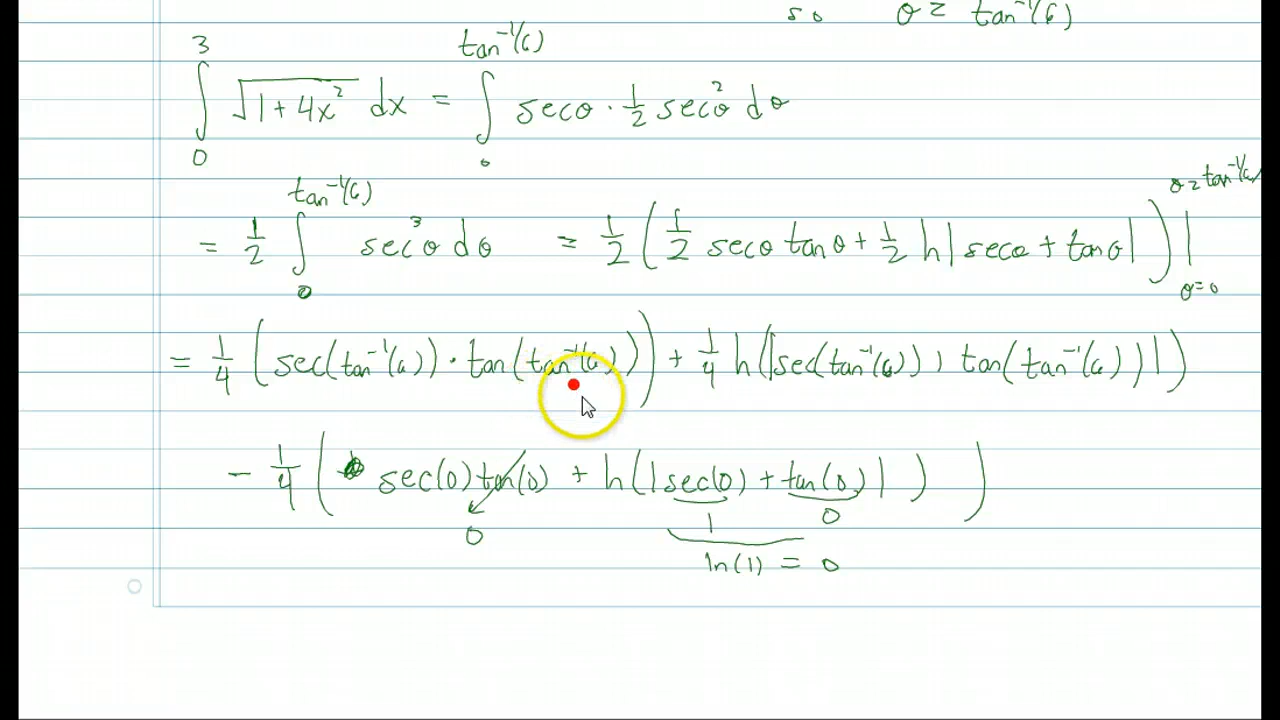 so θ = tan⁻¹(6)
∫₀³ √(1+4x²) dx = ∫₀^(tan⁻¹(6)) secθ · 1/2 sec²θ dθ
= 1/2 ∫₀^(tan⁻¹(6)) sec³θ dθ = 1/2 (1/2 secθ tanθ + 1/2 ln|secθ + tanθ|) |_(θ=0)^(θ=tan⁻¹(6))
= 1/4 (sec(tan⁻¹(6)) · tan(tan⁻¹(6))) + 1/4 ln(|sec(tan⁻¹(6)) + tan(tan⁻¹(6))|)
- 1/4 ( sec(0) tan(0) + ln(|sec(0) + tan(0)|) )
0 1 0
ln(1) = 0